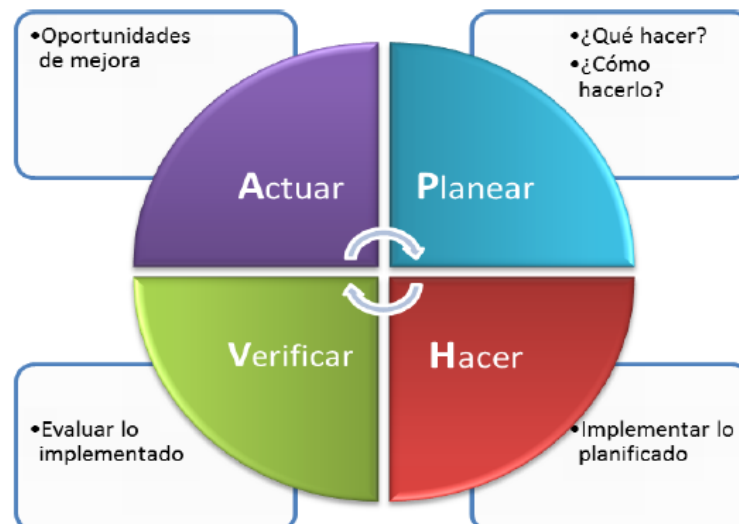 •Oportunidades
de mejora
•¿Qué hacer?
•¿Cómo
hacerlo?
Actuar
Planear
Verificar
Hacer
•Evaluar lo
implementado
•Implementar lo
planificado